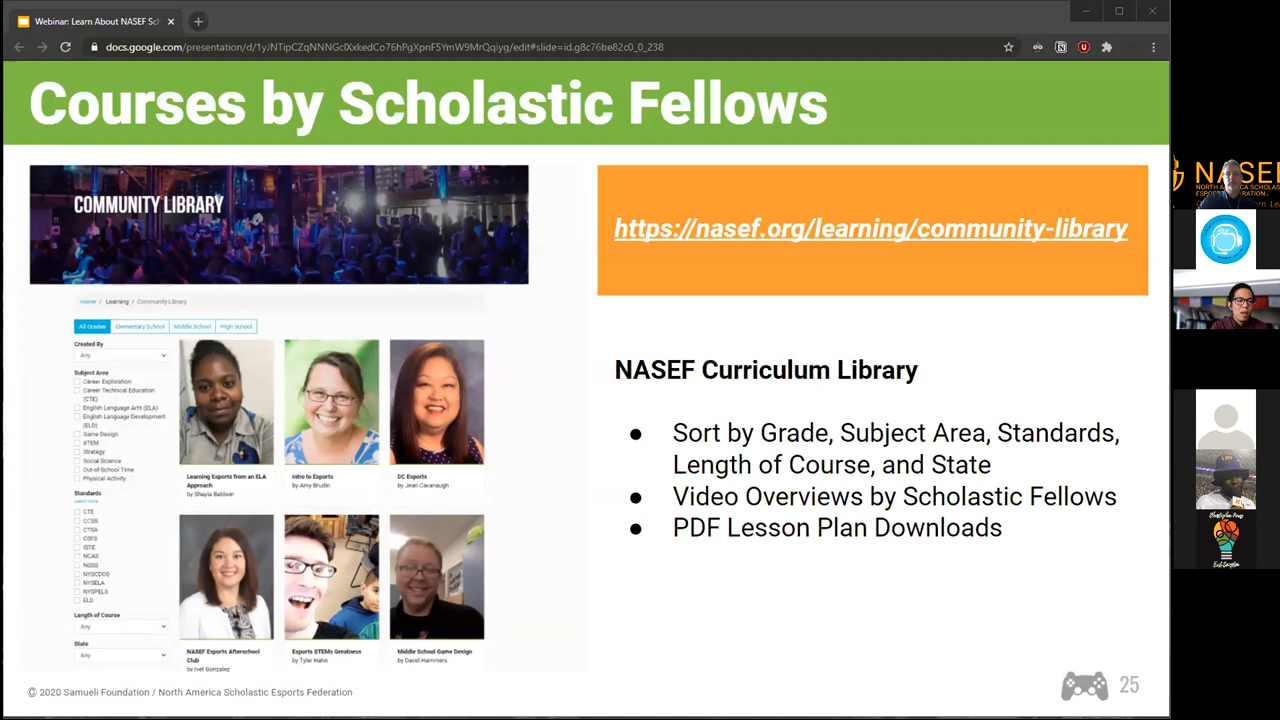 Webinar: Learn About NASEF Sch
docs.google.com/presentation/d/1yJNTipCZqNNNGclXxkedCo76hPgXpnF5YmW9MrQqiyg/edit#slide=id.g8c76be82c0_0_238
Courses by Scholastic Fellows
COMMUNITY LIBRARY
Home / Learning / Community Library
All Grades Elementary School Middle School High School
Created By
Any
Subject Area
Career Exploration
Career Technical Education
(CTE)
English Language Arts (ELA)
English Language Development
(ELD)
Game Design
STEM
Strategy
Social Science
Out-of-School Time
Physical Activity
Standards
Learn more
CTE
CCSS
CTSA
CSFS
ISTE
NCAS
NGSS
NYSCDOS
NYSELA
NYSPELS
ELD
Length of Course
Any
State
Any
Learning Esports from an ELA
Approach
by Shayla Baldwin
Intro to Esports
by Amy Brudin
DC Esports
by Jean Cavanaugh
NASEF Esports Afterschool
Club
by Ivet Gonzalez
Esports STEMs Greatness
by Tyler Hahn
Middle School Game Design
by David Hammers
https://nasef.org/learning/community-library
NASEF Curriculum Library
● Sort by Grade, Subject Area, Standards,
Length of Course, and State
● Video Overviews by Scholastic Fellows
● PDF Lesson Plan Downloads
© 2020 Samueli Foundation / North America Scholastic Esports Federation
25
NASEF
NORTH AMERICA SCHOLAS